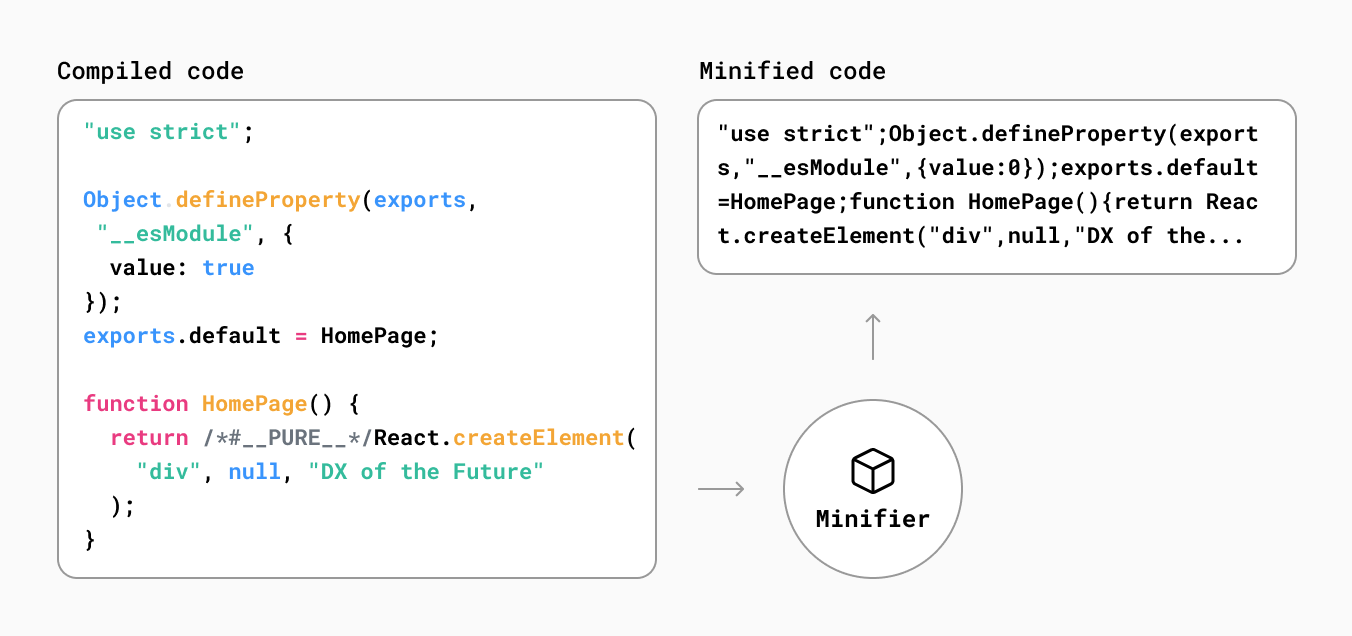 Compiled code
"use strict";
Object.defineProperty(exports,
"__esModule", {
value: true
});
exports.default = HomePage;
function HomePage() {
return /*#__PURE__*/React.createElement(
"div", null, "DX of the Future"
);
}
Minified code
"use strict";Object.defineProperty(export
s,"__esModule",{value:0});exports.default
=HomePage;function HomePage(){return Reac
t.createElement("div",null,"DX of the...
Minifier